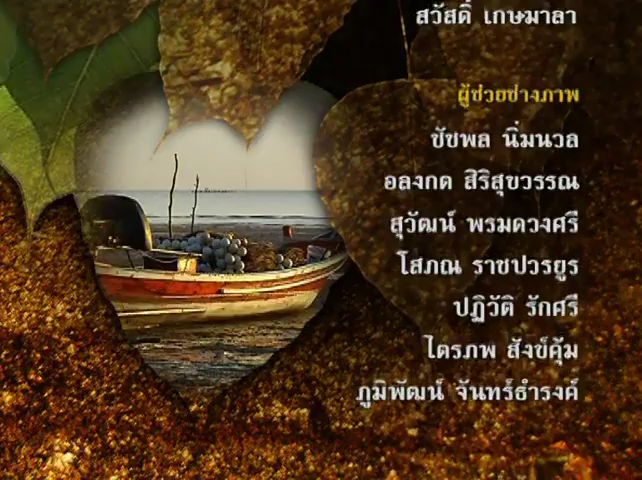 สวัสดิ์ เกษมาลา
ผู้ช่วยช่างภาพ
ชัชพล นิ่มนวล
อลงกต สิริสุขวรรณ
สุวัฒน์ พรมดวงศรี
โสภณ ราชปวรยูร
ปฏิวัติ รักศรี
ไตรภพ สังข์คุ้ม
ภูมิพัฒน์ จันทร์ธำรงค์